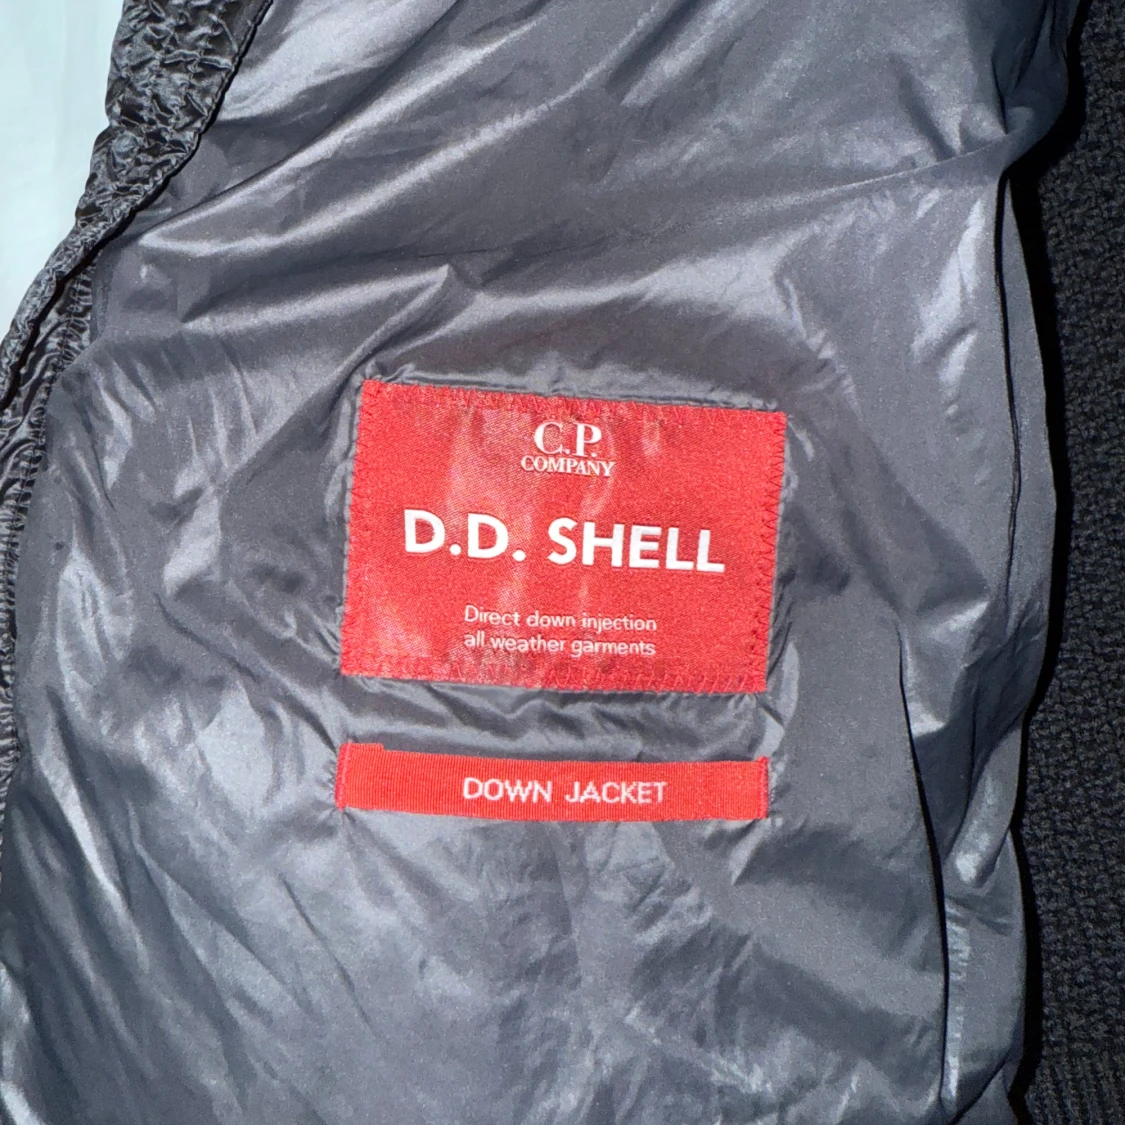 C.P.
COMPANY
D.D. SHELL
Direct down injection
all weather garments
DOWN JACKET